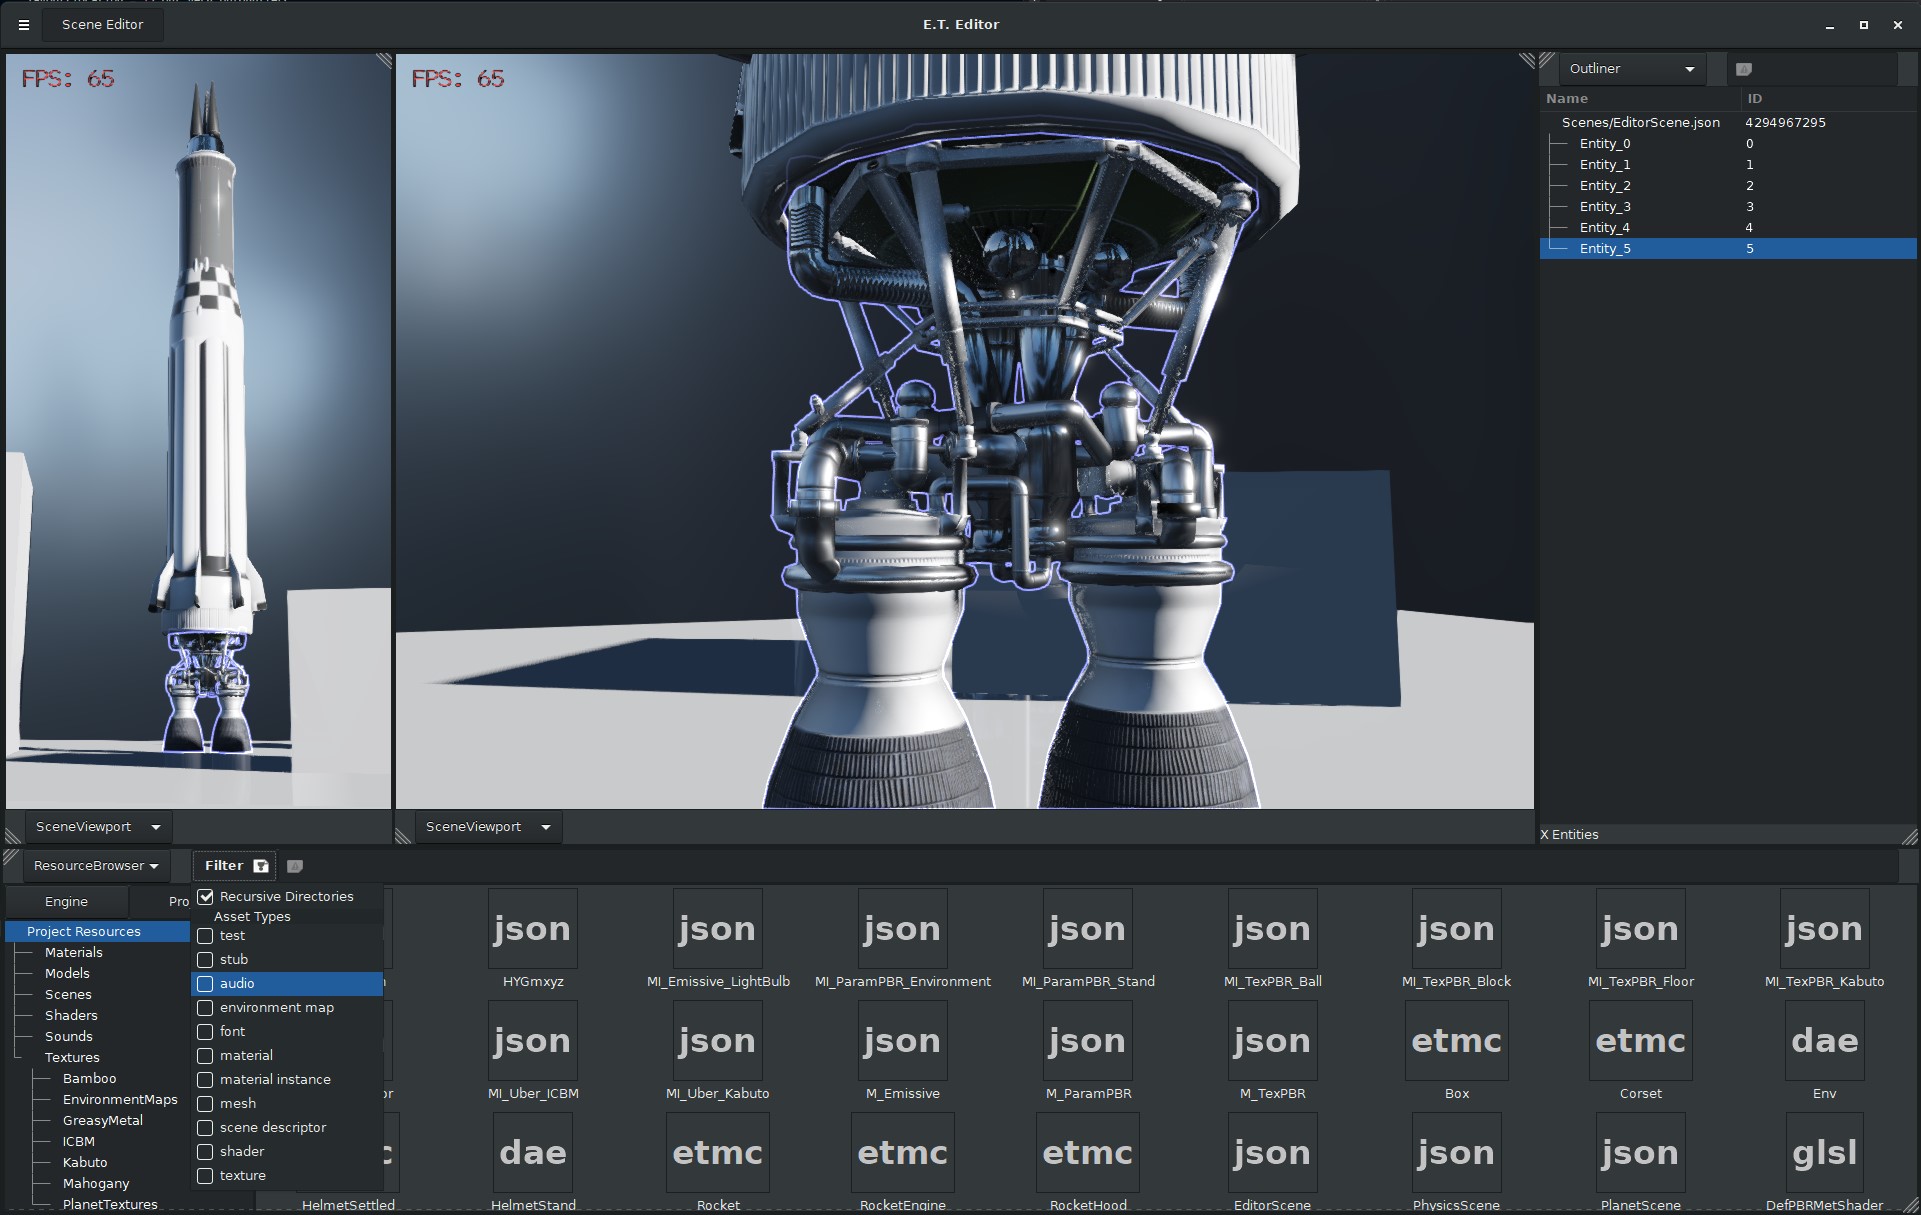 Scene Editor
E.T. Editor
FPS: 65
FPS: 65
Outliner
Name ID
Scenes/EditorScene.json 4294967295
Entity_0 0
Entity_1 1
Entity_2 2
Entity_3 3
Entity_4 4
Entity_5 5
SceneViewport
SceneViewport
X Entities
ResourceBrowser
Filter
Engine
Project Resources
Materials
Models
Scenes
Shaders
Sounds
Textures
Bamboo
EnvironmentMaps
GreasyMetal
ICBM
Kabuto
Mahogany
PlanetTextures
Recursive Directories
Asset Types
test
stub
audio
environment map
font
material
material instance
mesh
scene descriptor
shader
texture
json json json json json json json json
HYGmxyz MI_Emissive_LightBulb MI_ParamPBR_Environment MI_ParamPBR_Stand MI_TexPBR_Ball MI_TexPBR_Block MI_TexPBR_Floor MI_TexPBR_Kabuto
json json json json json etmc etmc dae
MI_Uber_ICBM MI_Uber_Kabuto M_Emissive M_ParamPBR M_TexPBR Box Corset Env
dae etmc etmc etmc json json json glsl
HelmetSettled HelmetStand Rocket RocketEngine RocketHood EditorScene PhysicsScene PlanetScene DefPBRMetShader